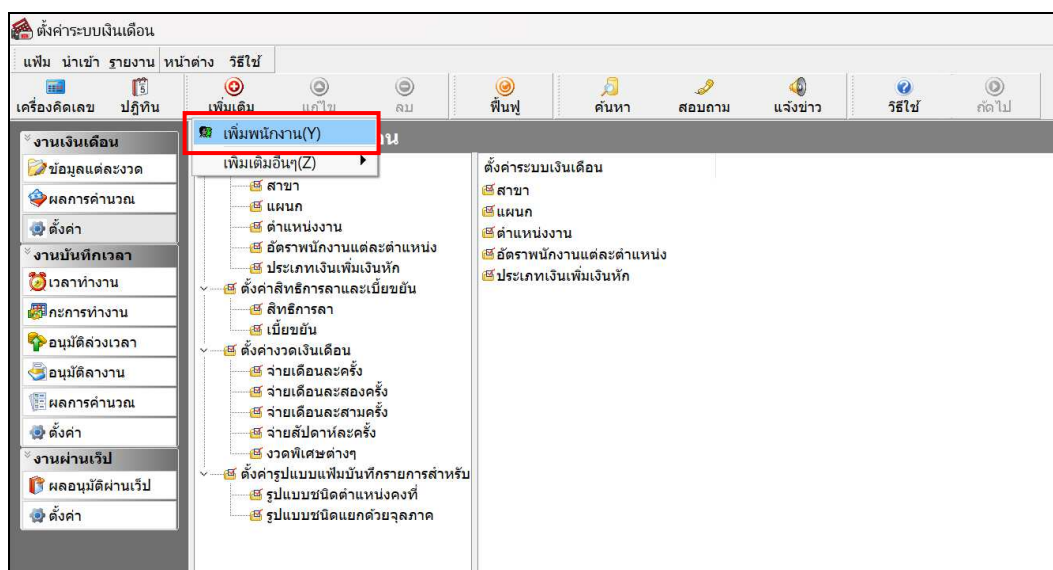 ตั้งค่าระบบเงินเดือน
แฟ้ม นำเข้า รายงาน หน้าต่าง วิธีใช้
เครื่องคิดเลข ปฏิทิน เพิ่มเติม แก้ไข ลบ ฟื้นฟู ค้นหา สอบถาม แจ้งข่าว วิธีใช้ ถัดไป
งานเงินเดือน
ข้อมูลแต่ละงวด
ผลการคำนวณ
ตั้งค่า
งานบันทึกเวลา
เวลาทำงาน
กะการทำงาน
อนุมัติล่วงเวลา
อนุมัติลางาน
ผลการคำนวณ
ตั้งค่า
งานผ่านเว็ป
ผลอนุมัติผ่านเว็ป
ตั้งค่า
เพิ่มพนักงาน(Y)
เพิ่มเติมอื่นๆ(Z)
สาขา
แผนก
ตำแหน่งงาน
อัตราพนักงานแต่ละตำแหน่ง
ประเภทเงินเพิ่มเงินหัก
ตั้งค่าสิทธิการลาและเบี้ยขยัน
สิทธิการลา
เบี้ยขยัน
ตั้งค่างวดเงินเดือน
จ่ายเดือนละครั้ง
จ่ายเดือนละสองครั้ง
จ่ายเดือนละสามครั้ง
จ่ายสัปดาห์ละครั้ง
งวดพิเศษต่างๆ
ตั้งค่ารูปแบบแฟ้มบันทึกรายการสำหรับ
รูปแบบชนิดตำแหน่งคงที่
รูปแบบชนิดแยกด้วยจุลภาค
ตั้งค่าระบบเงินเดือน
สาขา
แผนก
ตำแหน่งงาน
อัตราพนักงานแต่ละตำแหน่ง
ประเภทเงินเพิ่มเงินหัก